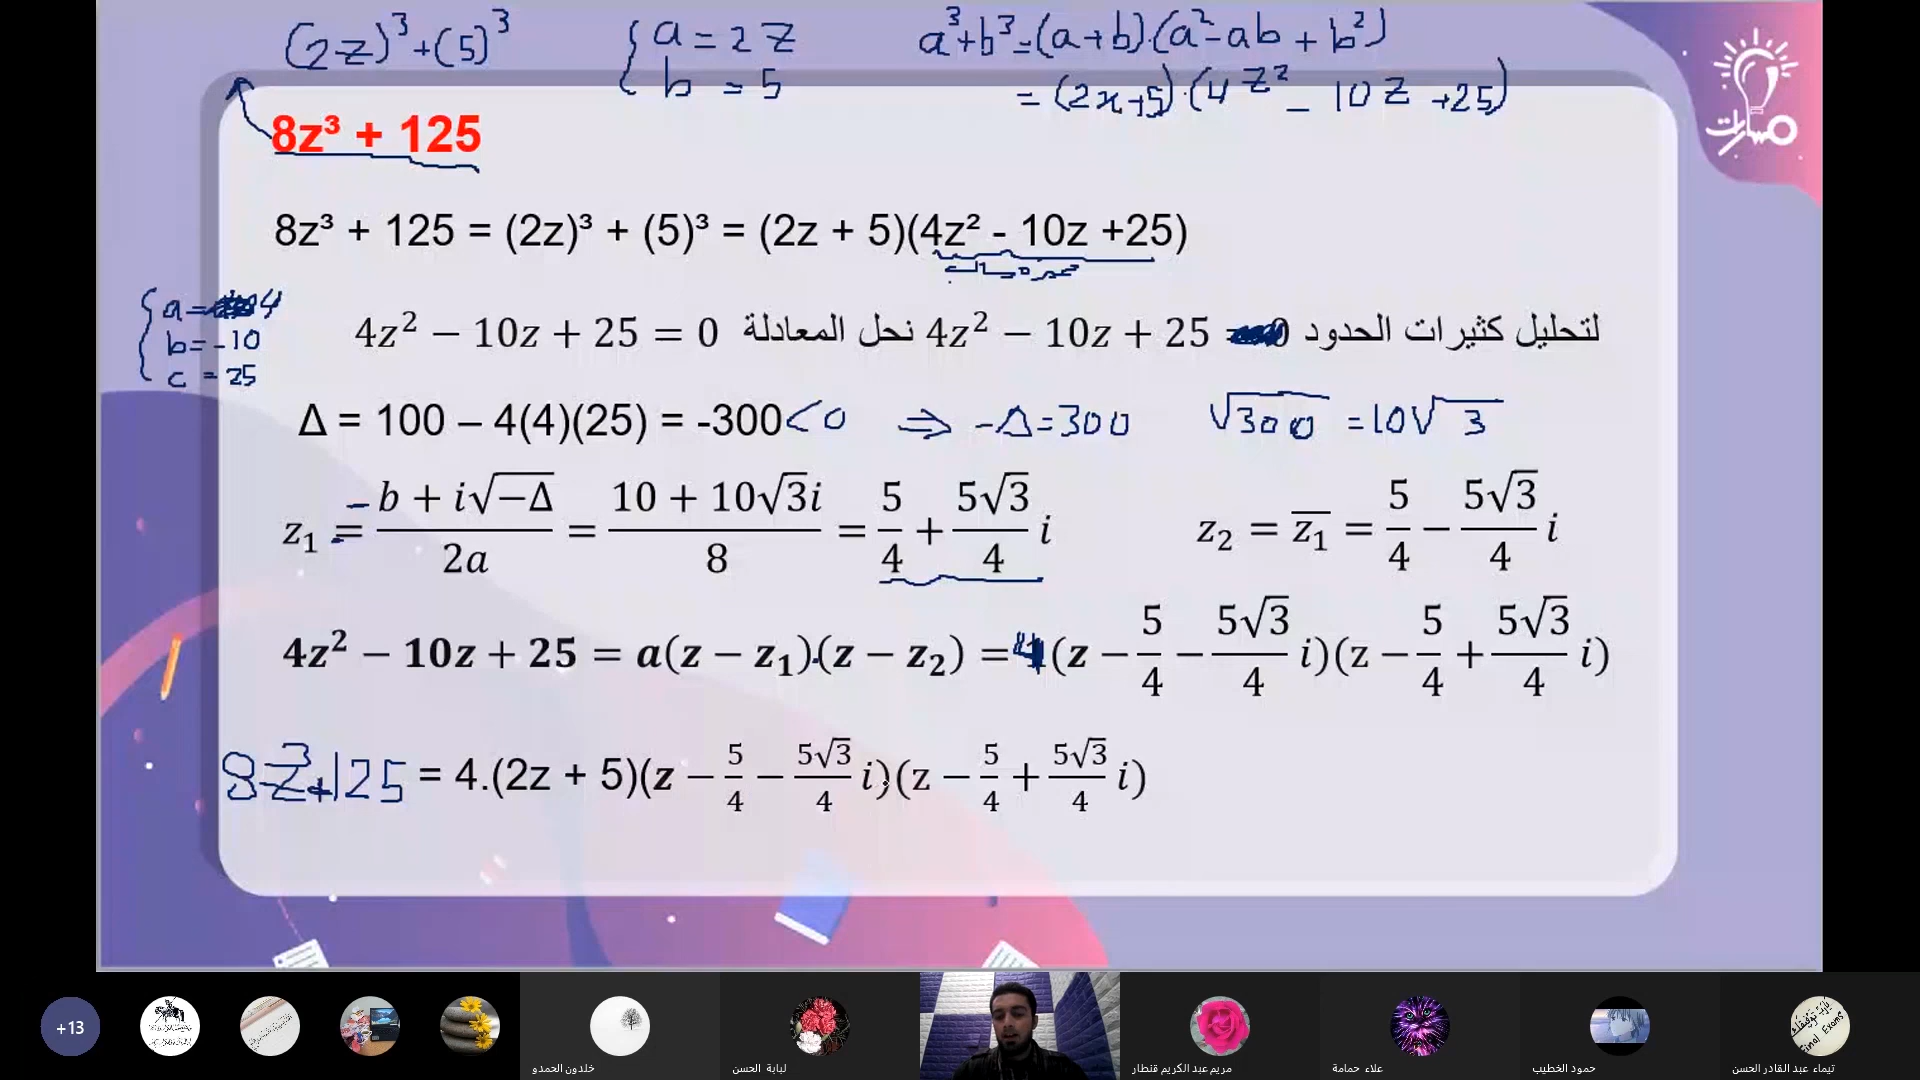 (2z)³+(5)³ { a = 2z b = 5
a³+b³=(a+b).(a²-ab+b²)
= (2x+5).(4z² - 10z +25)
مسارات
8z³ + 125
8z³ + 125 = (2z)³ + (5)³ = (2z + 5)(4z² - 10z +25)
{ a = 4
b = -10
c = 25
لتحليل كثيرات الحدود 4z² − 10z + 25 = 0 نحل المعادلة 4z² − 10z + 25 = 0
Δ = 100 – 4(4)(25) = -300 < 0 ⇒ -Δ = 300 √300 = 10√3
z₁ = (-b + i√−Δ)/2a = (10 + 10√3i)/8 = 5/4 + 5√3/4 i z₂ = z̅₁ = 5/4 − 5√3/4 i
4z² − 10z + 25 = a(z − z₁).(z − z₂) = 4(z − 5/4 − 5√3/4 i)(z − 5/4 + 5√3/4 i)
8z³+125 = 4.(2z + 5)(z − 5/4 − 5√3/4 i)(z − 5/4 + 5√3/4 i)
+13
خلدون الحمدو
لبابة الحسن
مريم عبد الكريم قنطار
علاء حمامة
حمود الخطيب
تيماء عبد القادر الحسن
Final Exams